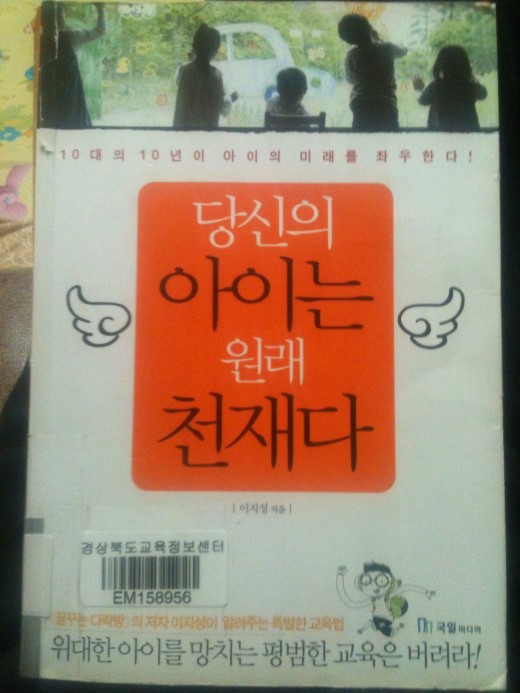 10대의 10년이 아이의 미래를 좌우한다!
당신의
아이는
원래
천재다
| 이지성 지음 |
경상북도교육정보센터
EM158956
『꿈꾸는 다락방』의 저자 이지성이 알려주는 특별한 교육법
국일미디어
위대한 아이를 망치는 평범한 교육은 버려라!